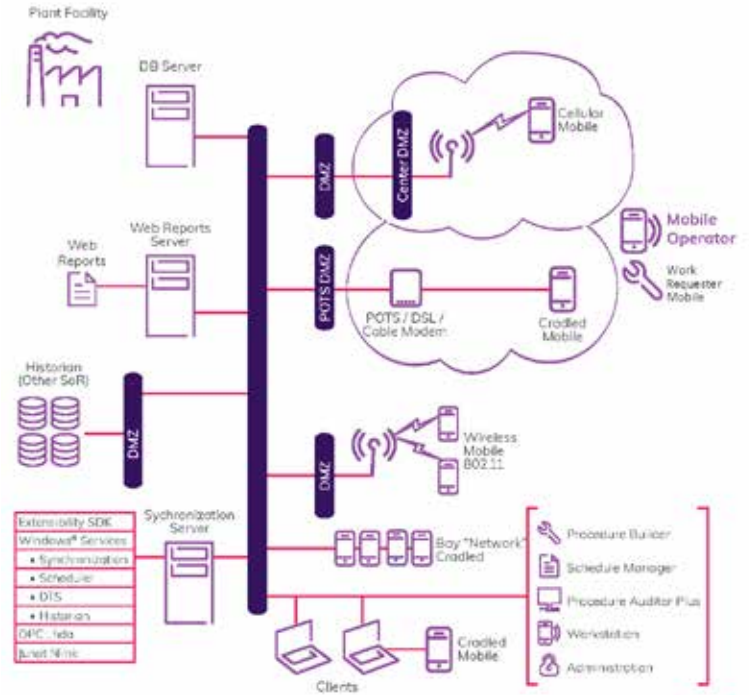 Plant Facility
DB Server
DMZ
Center DMZ
Cellular
Mobile
Web Reports
Server
Web
Reports
POTS DMZ
POTS / DSL /
Cable Modem
Cradled
Mobile
Mobile
Operator
Work
Requester
Mobile
Historian
(Other SoR)
DMZ
DMZ
Wireless
Mobile
802.11
Sychronization
Server
Extensibility SDK
Windows® Services
• Synchronization
• Scheduler
• DTS
• Historian
OPC
Bay "Network"
Cradled
Clients
Cradled
Mobile
Procedure Builder
Schedule Manager
Procedure Auditor Plus
Workstation
Administration